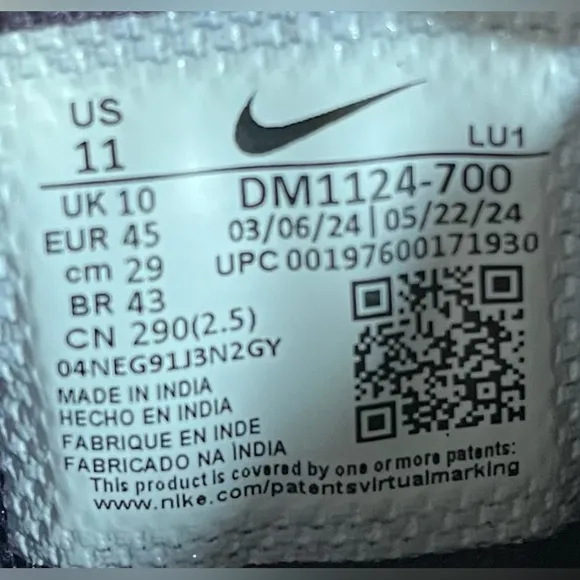 US
11
LU1
UK 10
DM1124-700
EUR 45
03/06/24 | 05/22/24
cm 29
UPC 00197600171930
BR 43
CN 290(2.5)
04NEG91J3N2GY
MADE IN INDIA
HECHO EN INDIA
FABRIQUE EN INDE
FABRICADO NA ÍNDIA
This product is covered by one or more patents:
www.nike.com/patentsvirtualmarking